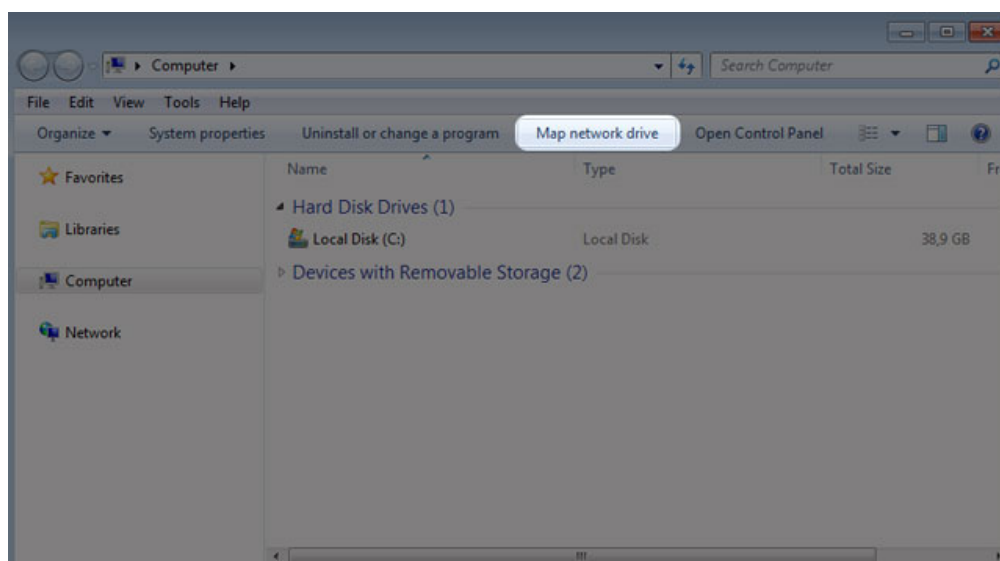 Computer
Search Computer
File Edit View Tools Help
Organize System properties Uninstall or change a program Map network drive Open Control Panel
Name Type Total Size Fr
Favorites
Hard Disk Drives (1)
Libraries
Local Disk (C:) Local Disk 38,9 GB
Devices with Removable Storage (2)
Computer
Network